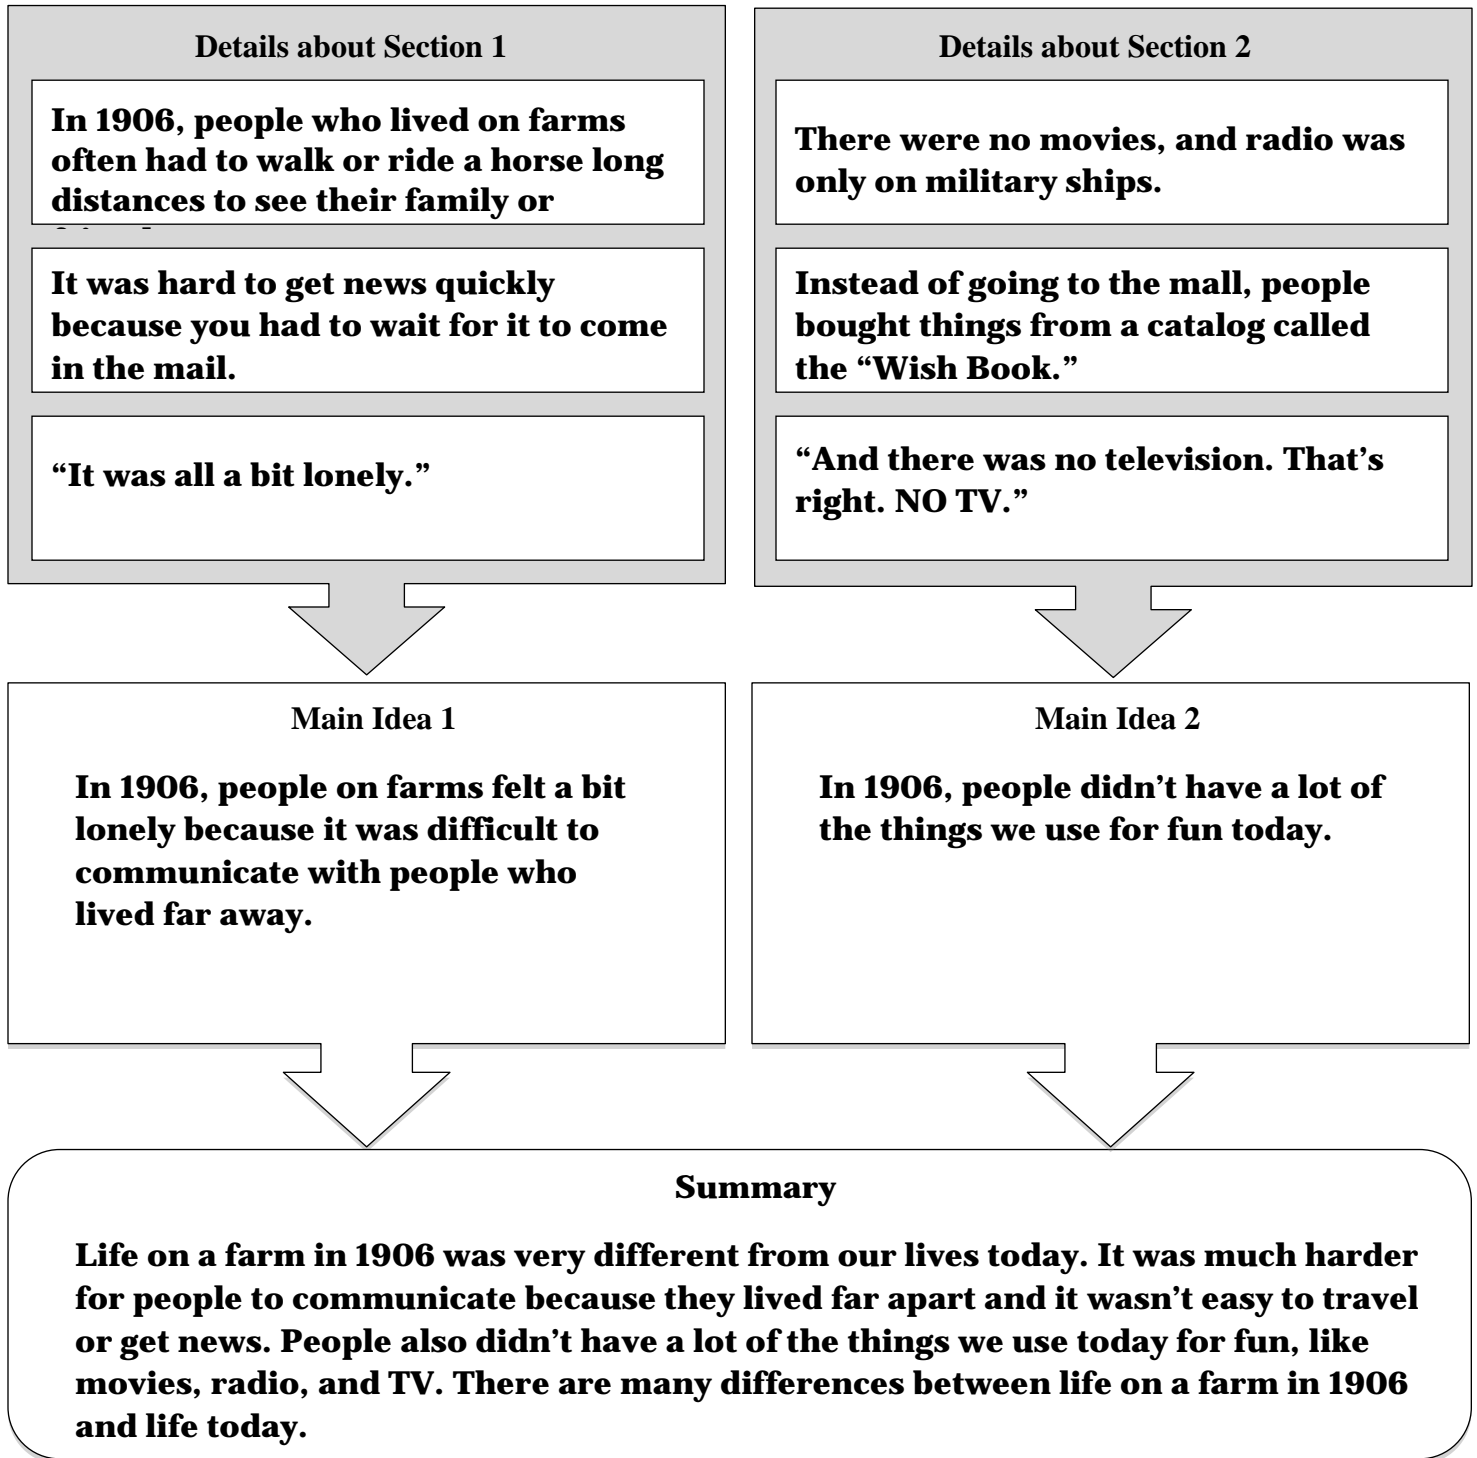 Details about Section 1
In 1906, people who lived on farms
often had to walk or ride a horse long
distances to see their family or
It was hard to get news quickly
because you had to wait for it to come
in the mail.
“It was all a bit lonely.”
Details about Section 2
There were no movies, and radio was
only on military ships.
Instead of going to the mall, people
bought things from a catalog called
the “Wish Book.”
“And there was no television. That’s
right. NO TV.”
Main Idea 1
In 1906, people on farms felt a bit
lonely because it was difficult to
communicate with people who
lived far away.
Main Idea 2
In 1906, people didn’t have a lot of
the things we use for fun today.
Summary
Life on a farm in 1906 was very different from our lives today. It was much harder
for people to communicate because they lived far apart and it wasn’t easy to travel
or get news. People also didn’t have a lot of the things we use today for fun, like
movies, radio, and TV. There are many differences between life on a farm in 1906
and life today.